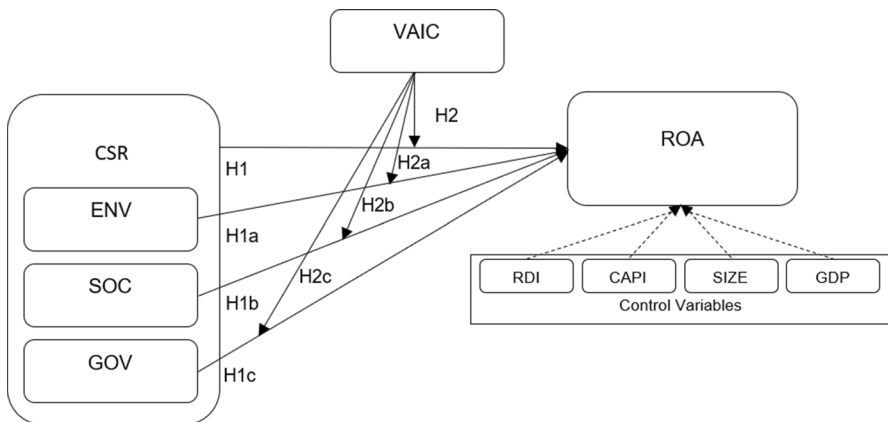 VAIC
H2
CSR
ROA
H1
H2a
ENV
H2b
H1a
SOC
H2c
RDI CAPI SIZE GDP
H1b
Control Variables
GOV
H1c